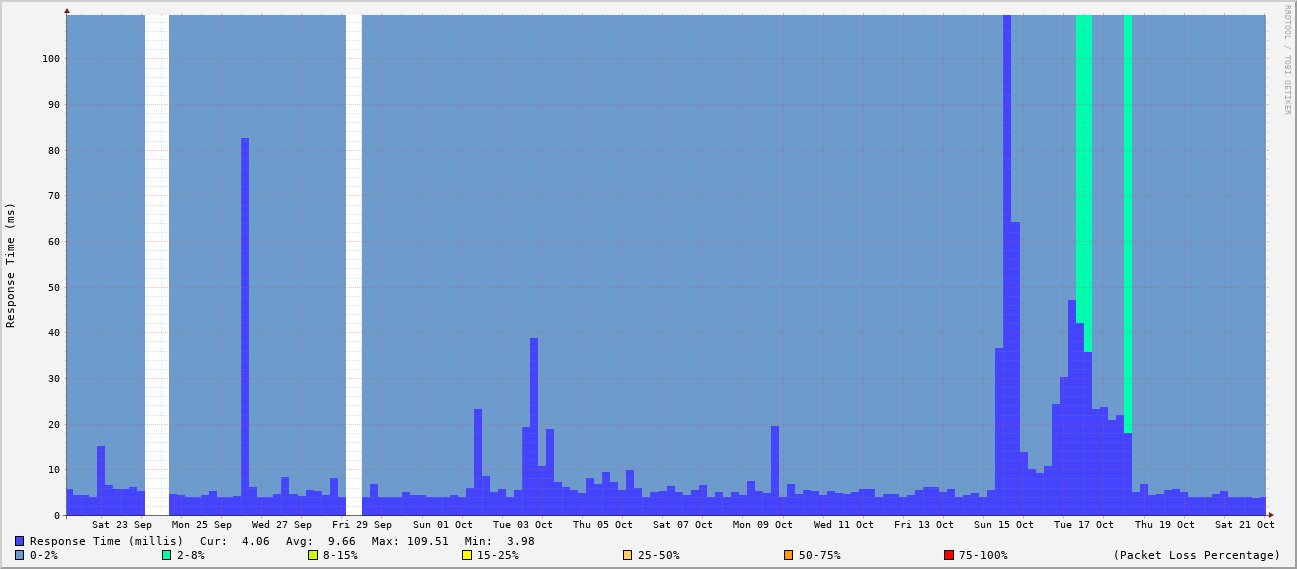 RRDTOOL / TOBI OETIKER
Response Time (ms)
100
90
80
70
60
50
40
30
20
10
0
Sat 23 Sep Mon 25 Sep Wed 27 Sep Fri 29 Sep Sun 01 Oct Tue 03 Oct Thu 05 Oct Sat 07 Oct Mon 09 Oct Wed 11 Oct Fri 13 Oct Sun 15 Oct Tue 17 Oct Thu 19 Oct Sat 21 Oct
Response Time (millis) Cur: 4.06 Avg: 9.66 Max: 109.51 Min: 3.98
0-2% 2-8% 8-15% 15-25% 25-50% 50-75% 75-100% (Packet Loss Percentage)